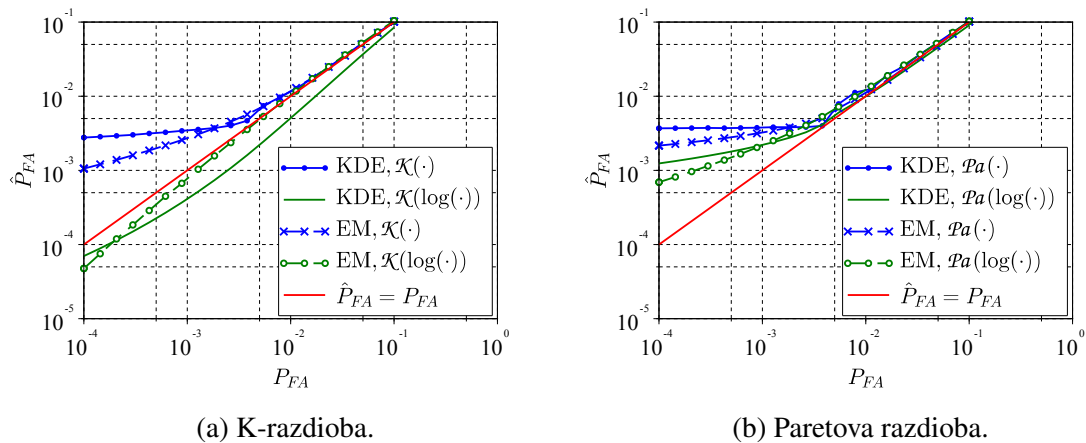 10^-1
10^-2
10^-3
10^-4
10^-5
P̂_FA
KDE, 𝒦(·)
KDE, 𝒦(log(·))
EM, 𝒦(·)
EM, 𝒦(log(·))
P̂_FA = P_FA
10^-4 10^-3 10^-2 10^-1 10^0
P_FA
(a) K-razdioba.
10^-1
10^-2
10^-3
10^-4
10^-5
P̂_FA
KDE, 𝒫𝒶(·)
KDE, 𝒫𝒶(log(·))
EM, 𝒫𝒶(·)
EM, 𝒫𝒶(log(·))
P̂_FA = P_FA
10^-4 10^-3 10^-2 10^-1 10^0
P_FA
(b) Paretova razdioba.